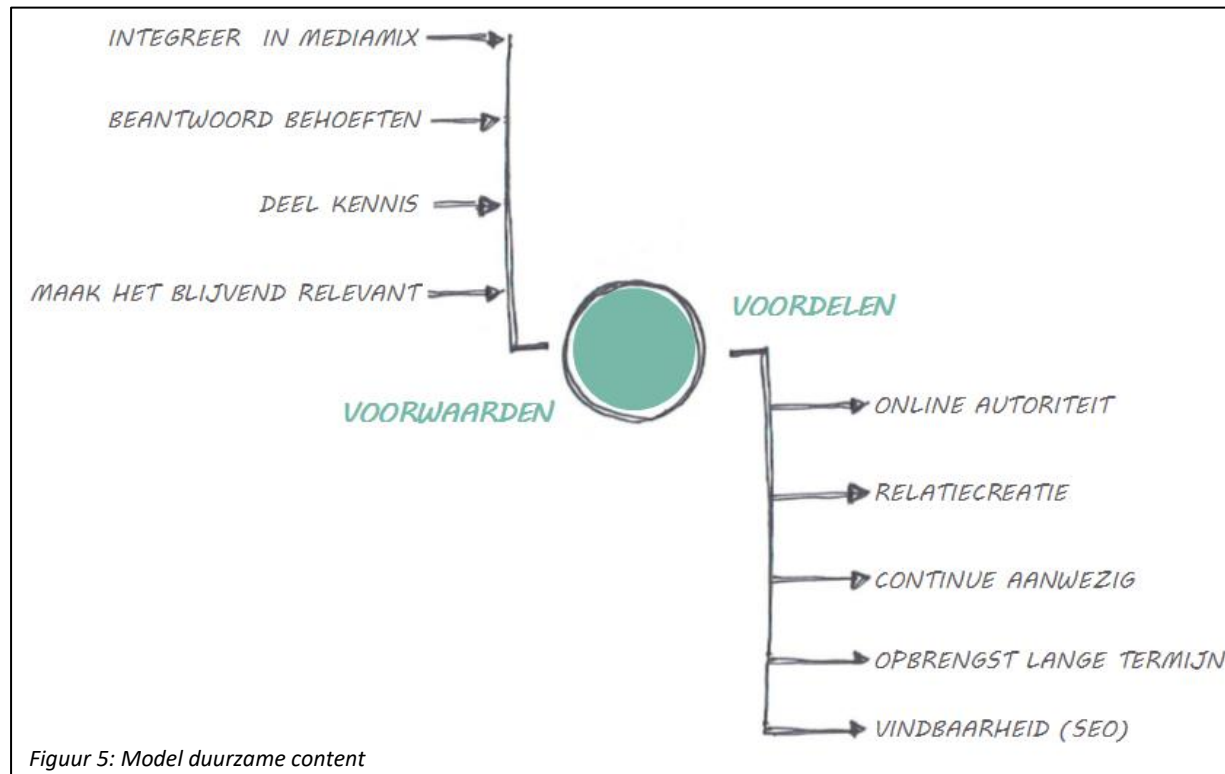 INTEGREER IN MEDIAMIX
BEANTWOORD BEHOEFTEN
DEEL KENNIS
MAAK HET BLIJVEND RELEVANT
VOORWAARDEN
VOORDELEN
ONLINE AUTORITEIT
RELATIECREATIE
CONTINUE AANWEZIG
OPBRENGST LANGE TERMIJN
VINDBAARHEID (SEO)
Figuur 5: Model duurzame content